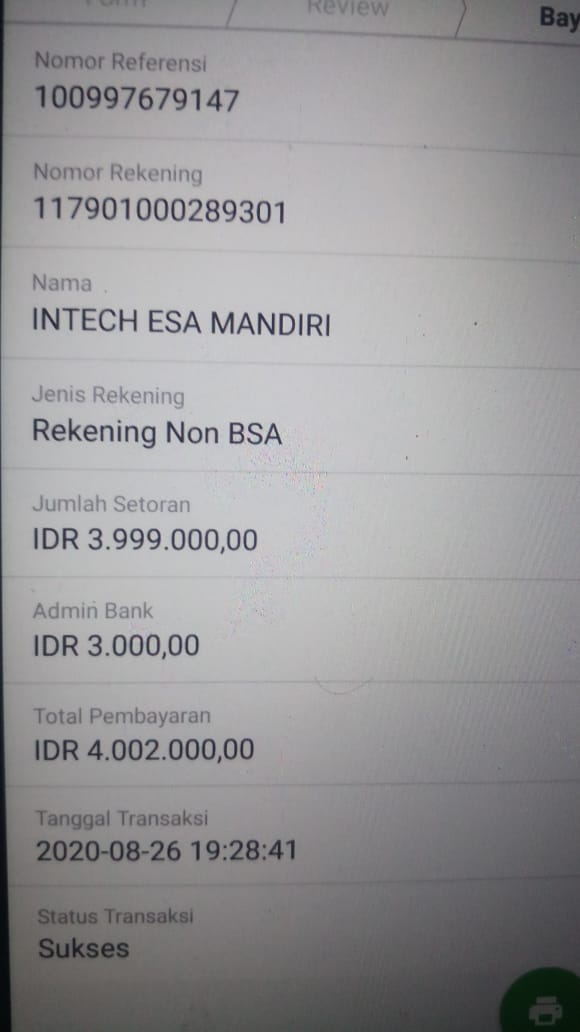 Review
Bay
Nomor Referensi
100997679147
Nomor Rekening
117901000289301
Nama
INTECH ESA MANDIRI
Jenis Rekening
Rekening Non BSA
Jumlah Setoran
IDR 3.999.000,00
Admin Bank
IDR 3.000,00
Total Pembayaran
IDR 4.002.000,00
Tanggal Transaksi
2020-08-26 19:28:41
Status Transaksi
Sukses